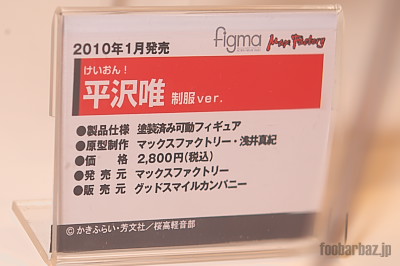 2010年1月発売
figma
Max Factory
けいおん!
平沢唯 制服ver.
●製品仕様 塗装済み可動フィギュア
●原型制作 マックスファクトリー・浅井真紀
●価　　格 2,800円(税込)
●発 売 元 マックスファクトリー
●販 売 元 グッドスマイルカンパニー
©かきふらい・芳文社/桜高軽音部
foobarbaz.jp